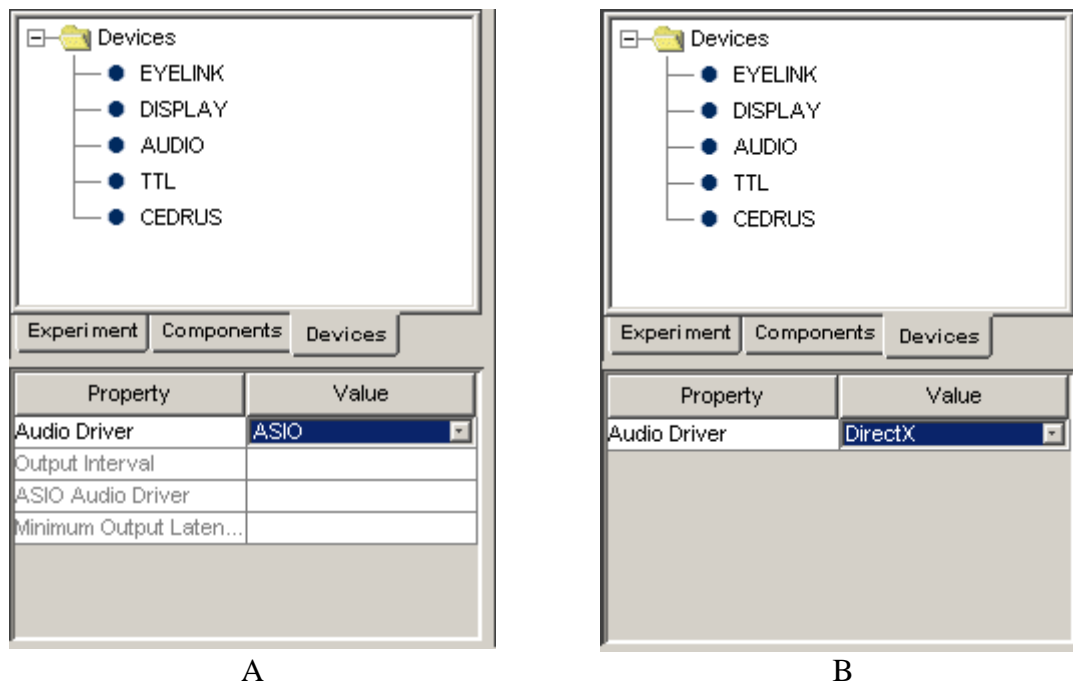 Devices
EYELINK
DISPLAY
AUDIO
TTL
CEDRUS
Experiment Components Devices
Property Value
Audio Driver ASIO
Output Interval
ASIO Audio Driver
Minimum Output Laten...
A
Devices
EYELINK
DISPLAY
AUDIO
TTL
CEDRUS
Experiment Components Devices
Property Value
Audio Driver DirectX
B